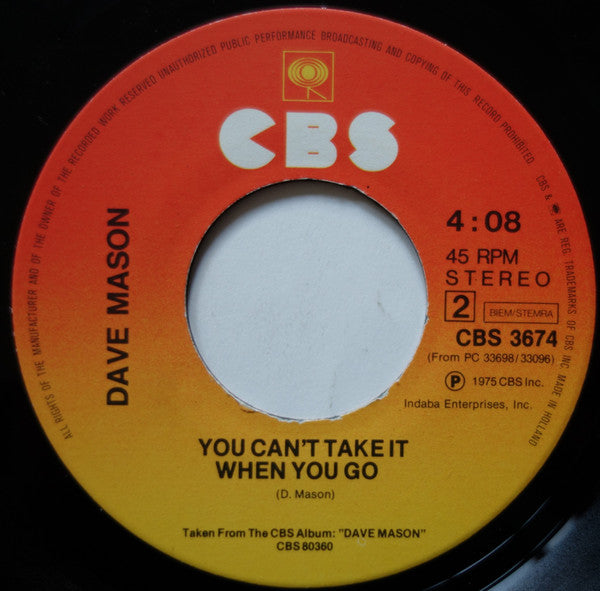 ALL RIGHTS OF THE MANUFACTURER AND OF THE OWNER OF THE RECORDED WORK RESERVED UNAUTHORIZED PUBLIC PERFORMANCE BROADCASTING AND COPYING OF THIS RECORD PROHIBITED. CBS & ARE REG. TRADEMARKS OF CBS INC. MADE IN HOLLAND
CBS
DAVE MASON
4:08
45 RPM
STEREO
2 BIEM/STEMRA
CBS 3674
(From PC 33698/33096)
Ⓟ 1975 CBS Inc.
Indaba Enterprises, Inc.
YOU CAN'T TAKE IT
WHEN YOU GO
(D. Mason)
Taken From The CBS Album: "DAVE MASON"
CBS 80360